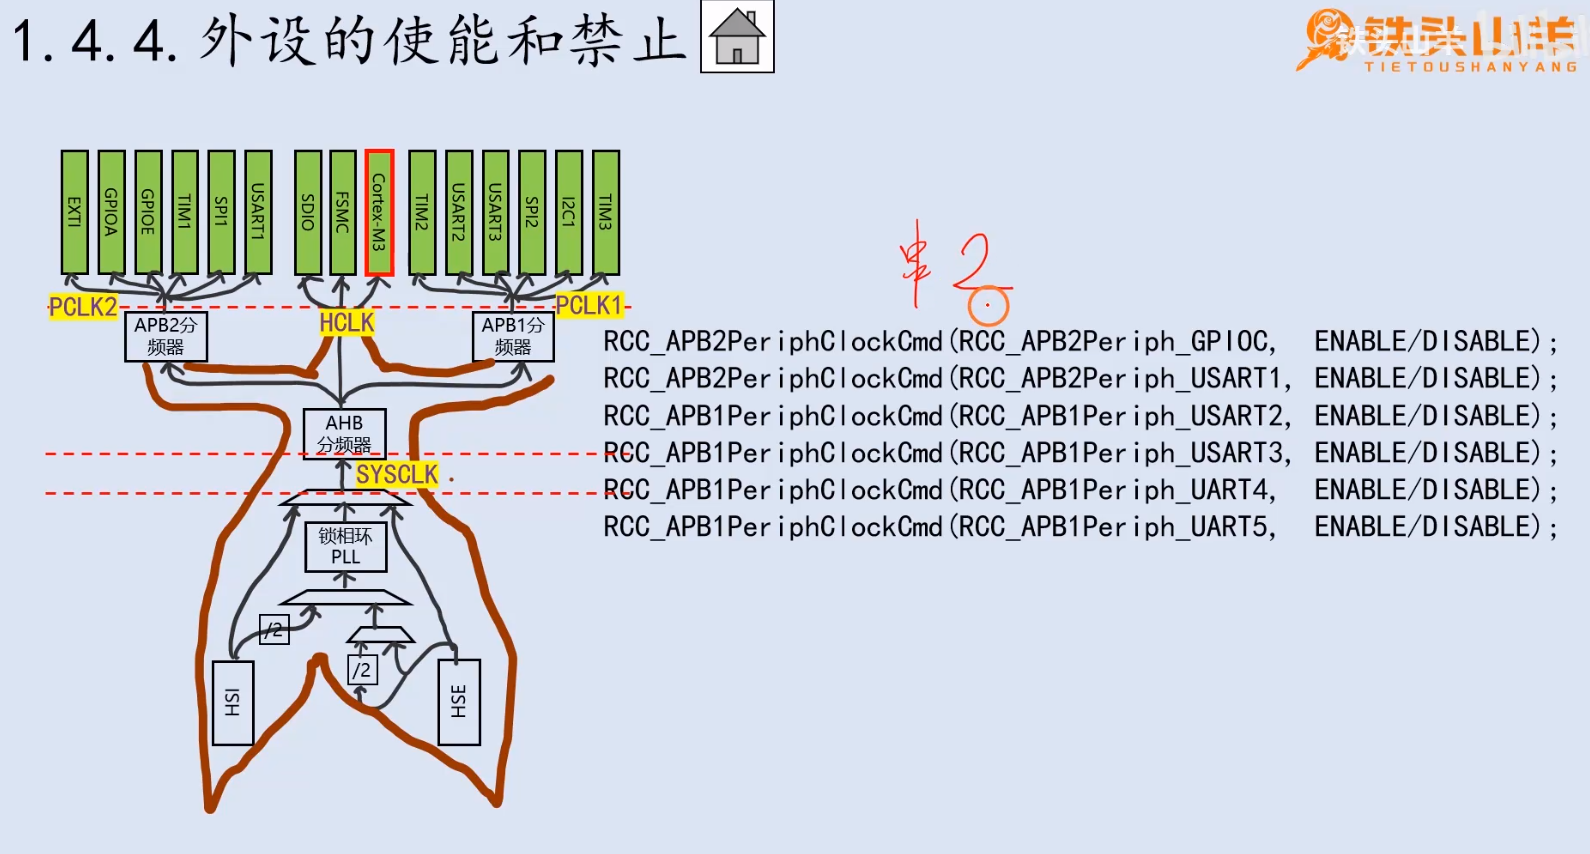 1.4.4.外设的使能和禁止
铁头山羊
TIETOUSHANYANG
EXTI GPIOA GPIOE TIM1 SPI1 USART1 SDIO FSMC Cortex-M3 TIM2 USART2 USART3 SPI2 I2C1 TIM3
串2
PCLK2 HCLK PCLK1
APB2分频器
APB1分频器
RCC_APB2PeriphClockCmd(RCC_APB2Periph_GPIOC, ENABLE/DISABLE);
RCC_APB2PeriphClockCmd(RCC_APB2Periph_USART1, ENABLE/DISABLE);
RCC_APB1PeriphClockCmd(RCC_APB1Periph_USART2, ENABLE/DISABLE);
RCC_APB1PeriphClockCmd(RCC_APB1Periph_USART3, ENABLE/DISABLE);
RCC_APB1PeriphClockCmd(RCC_APB1Periph_UART4, ENABLE/DISABLE);
RCC_APB1PeriphClockCmd(RCC_APB1Periph_UART5, ENABLE/DISABLE);
AHB
分频器
SYSCLK
锁相环
PLL
/2
/2
HSI
HSE